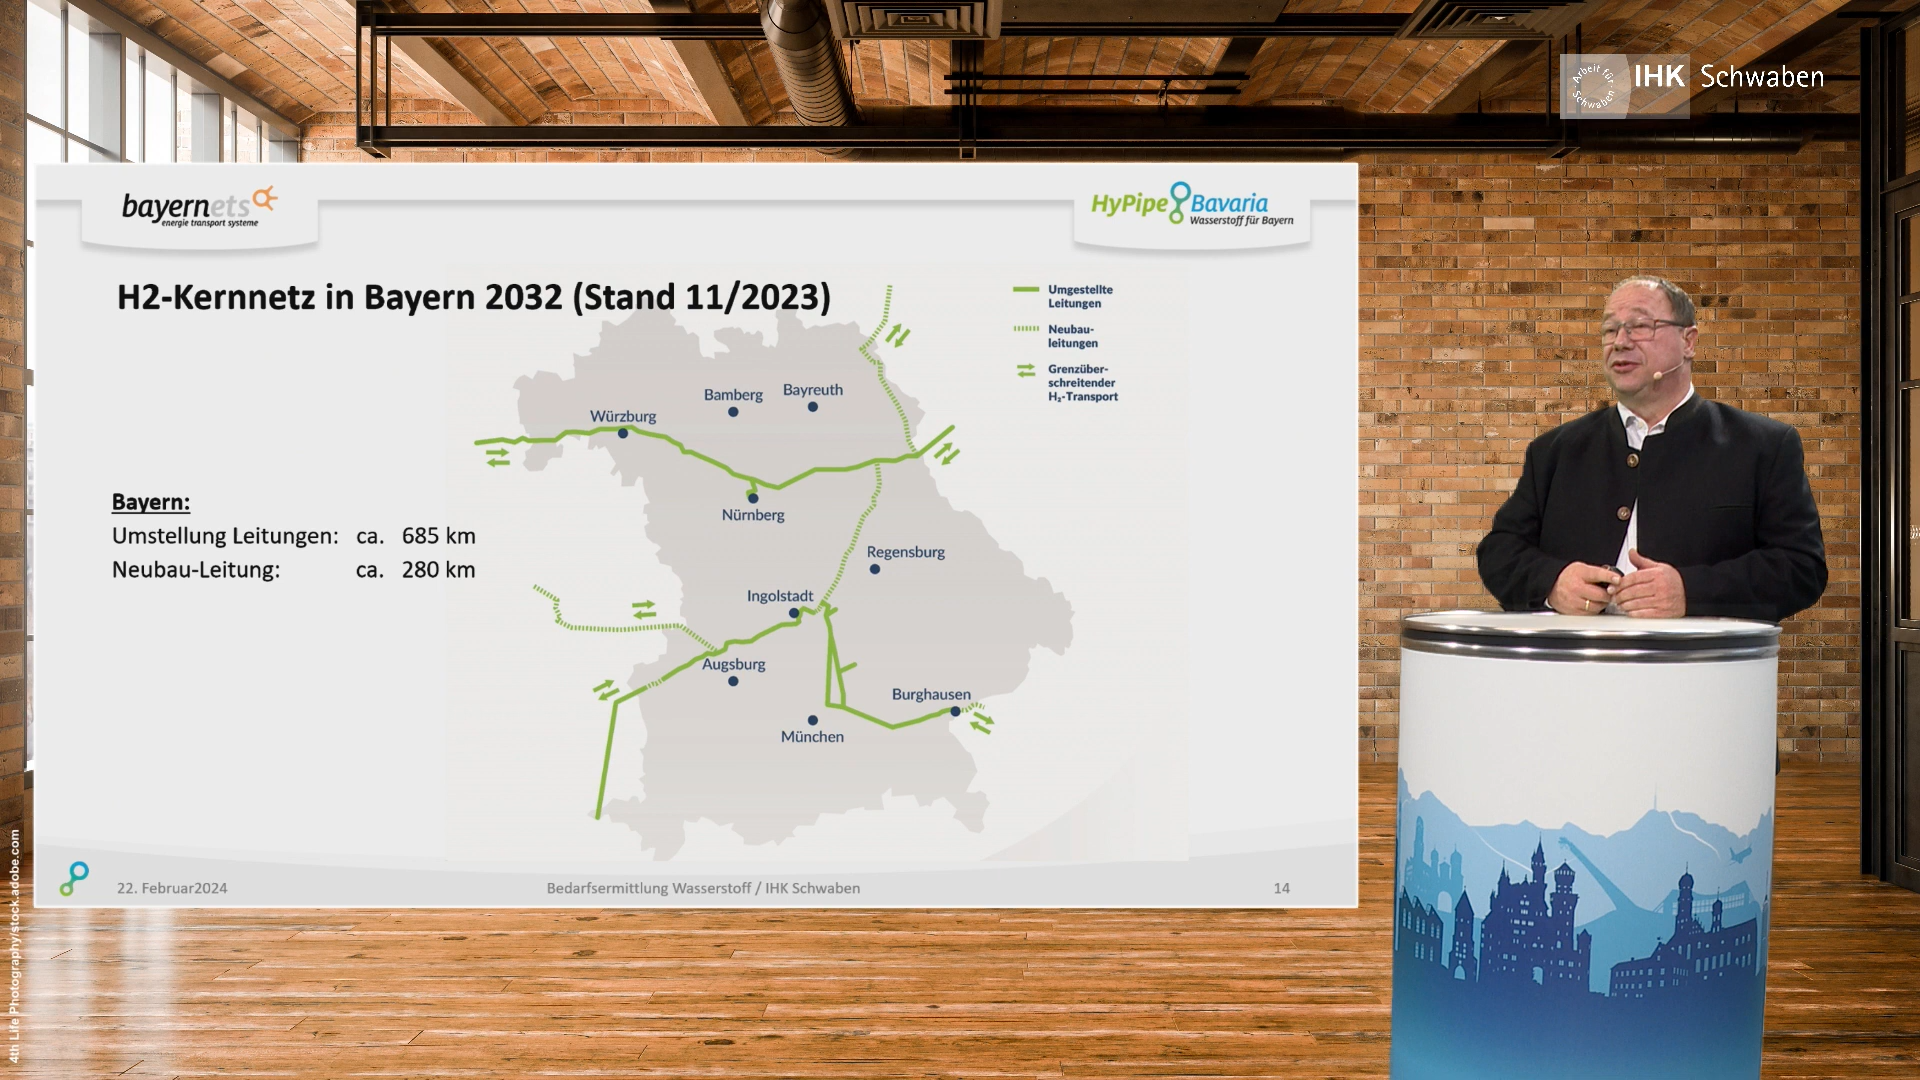 Arbeit für
Schwaben
IHK Schwaben
bayernets
energie transport systeme
HyPipe Bavaria
Wasserstoff für Bayern
H2-Kernnetz in Bayern 2032 (Stand 11/2023)
Umgestellte
Leitungen
Neubau-
leitungen
Grenzüber-
schreitender
H₂-Transport
Bamberg
Bayreuth
Würzburg
Nürnberg
Bayern:
Umstellung Leitungen: ca. 685 km
Neubau-Leitung: ca. 280 km
Regensburg
Ingolstadt
Augsburg
Burghausen
München
22. Februar2024
Bedarfsermittlung Wasserstoff / IHK Schwaben
14
4th Life Photography/stock.adobe.com